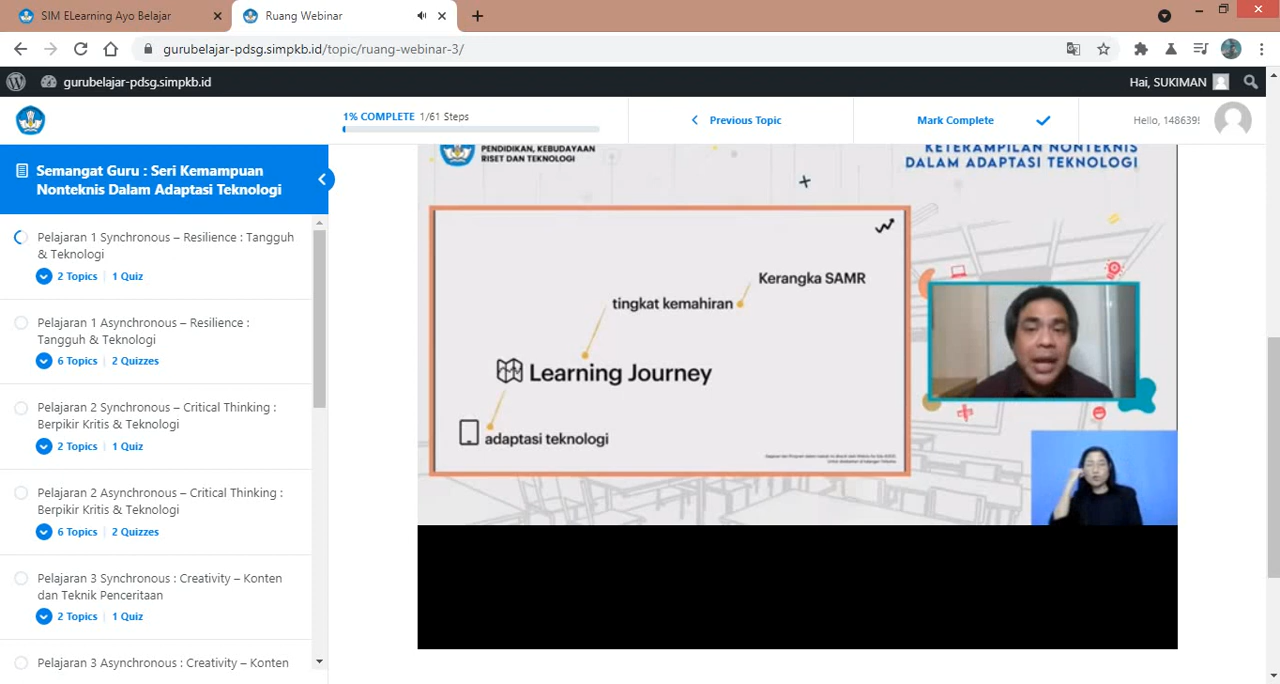 SIM ELearning Ayo Belajar
Ruang Webinar
gurubelajar-pdsg.simpkb.id/topic/ruang-webinar-3/
gurubelajar-pdsg.simpkb.id
Hai, SUKIMAN
1% COMPLETE 1/61 Steps
Previous Topic
Mark Complete
Hello, 148639!
Semangat Guru : Seri Kemampuan
Nonteknis Dalam Adaptasi Teknologi
Pelajaran 1 Synchronous – Resilience : Tangguh
& Teknologi
2 Topics | 1 Quiz
Pelajaran 1 Asynchronous – Resilience :
Tangguh & Teknologi
6 Topics | 2 Quizzes
Pelajaran 2 Synchronous – Critical Thinking :
Berpikir Kritis & Teknologi
2 Topics | 1 Quiz
Pelajaran 2 Asynchronous – Critical Thinking :
Berpikir Kritis & Teknologi
6 Topics | 2 Quizzes
Pelajaran 3 Synchronous : Creativity – Konten
dan Teknik Penceritaan
2 Topics | 1 Quiz
Pelajaran 3 Asynchronous : Creativity – Konten
PENDIDIKAN, KEBUDAYAAN
RISET DAN TEKNOLOGI
KETERAMPILAN NONTEKNIS
DALAM ADAPTASI TEKNOLOGI
Kerangka SAMR
tingkat kemahiran
Learning Journey
adaptasi teknologi